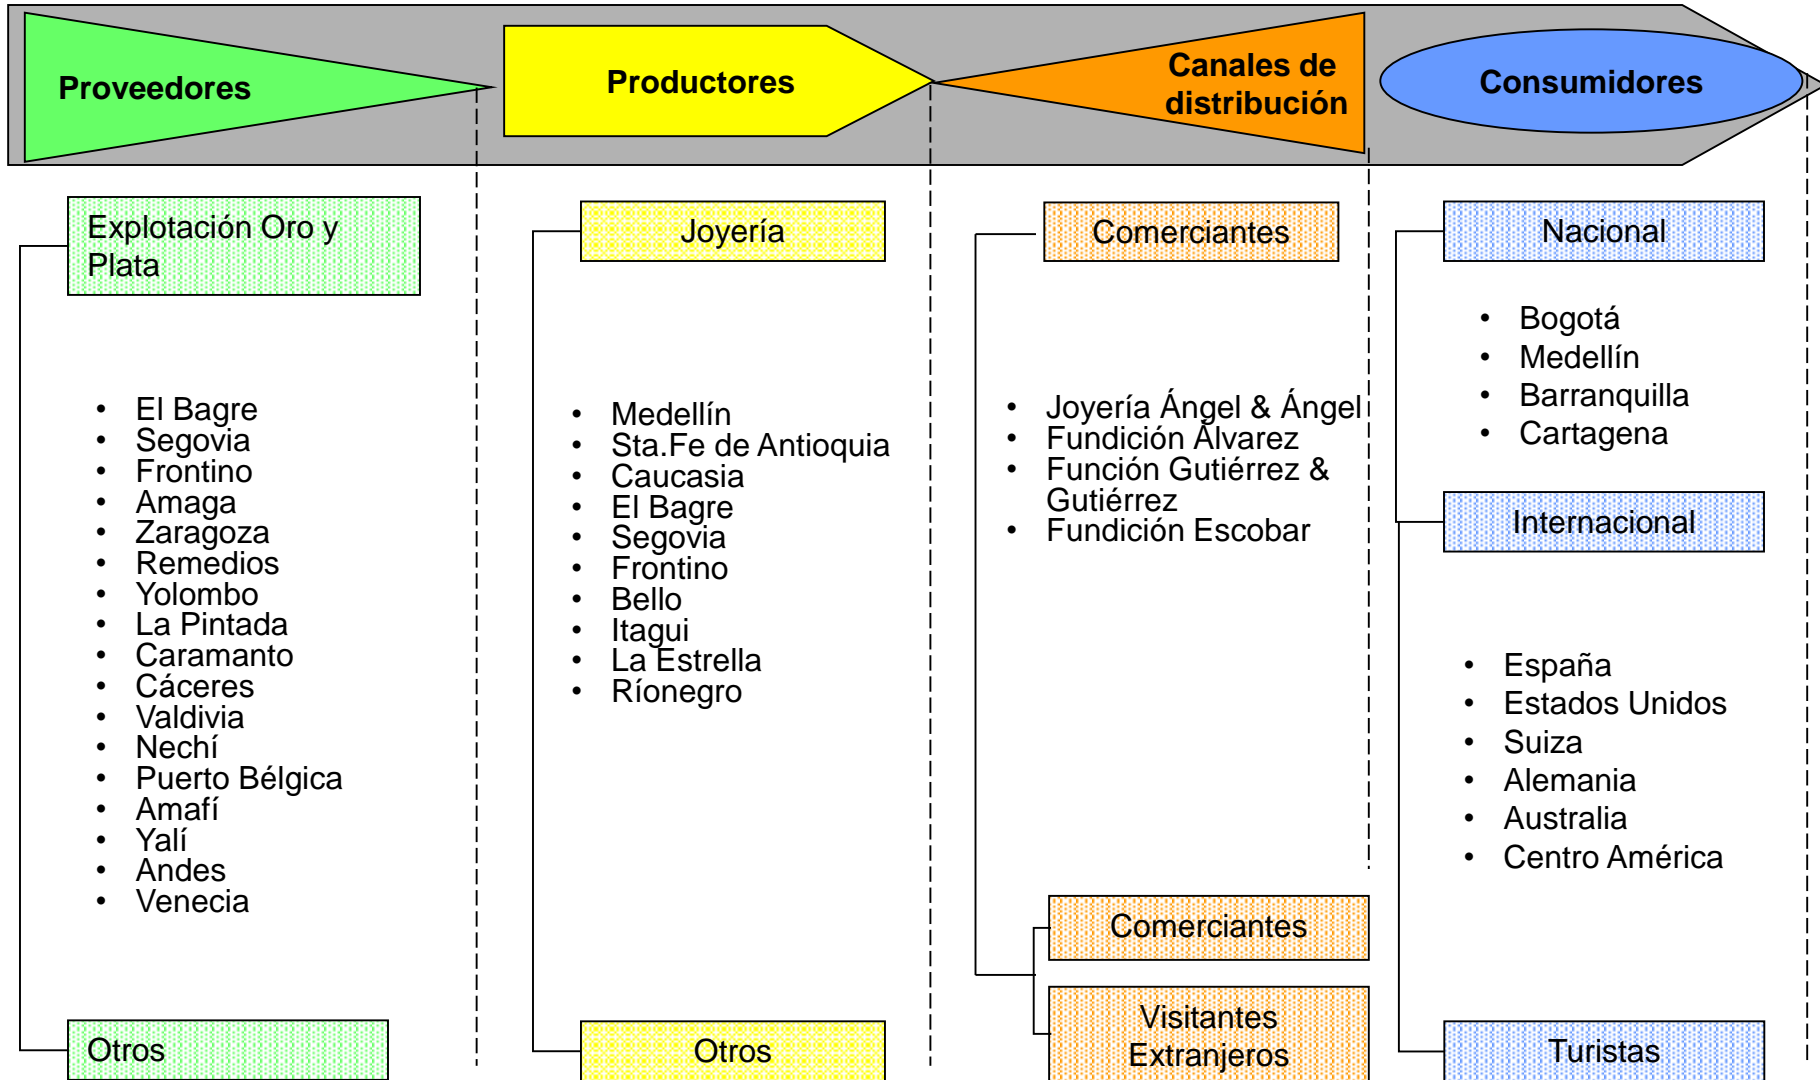 Proveedores
Productores
Canales de
distribución
Consumidores
Explotación Oro y
Plata
• El Bagre
• Segovia
• Frontino
• Amaga
• Zaragoza
• Remedios
• Yolombo
• La Pintada
• Caramanto
• Cáceres
• Valdivia
• Nechí
• Puerto Bélgica
• Amafí
• Yalí
• Andes
• Venecia
Otros
Joyería
• Medellín
• Sta.Fe de Antioquia
• Caucasia
• El Bagre
• Segovia
• Frontino
• Bello
• Itagui
• La Estrella
• Ríonegro
Otros
Comerciantes
• Joyería Ángel & Ángel
• Fundición Álvarez
• Función Gutiérrez &
Gutiérrez
• Fundición Escobar
Comerciantes
Visitantes
Extranjeros
Nacional
• Bogotá
• Medellín
• Barranquilla
• Cartagena
Internacional
• España
• Estados Unidos
• Suiza
• Alemania
• Australia
• Centro América
Turistas